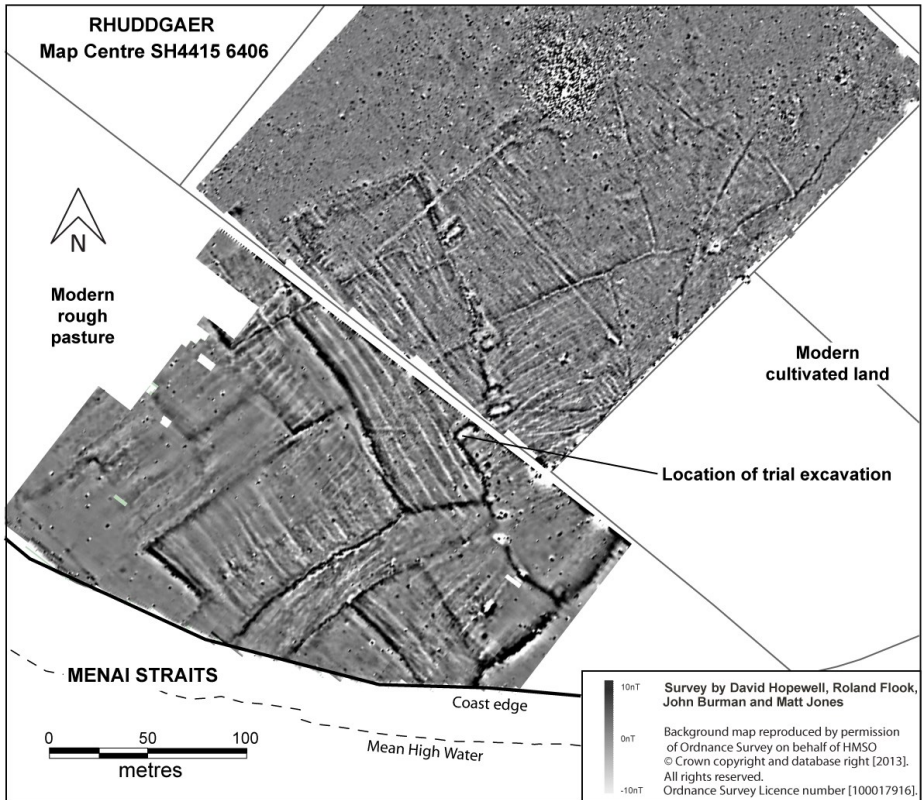 RHUDDGAER
Map Centre SH4415 6406
N
Modern
rough
pasture
Modern
cultivated land
Location of trial excavation
MENAI STRAITS
Coast edge
Mean High Water
0 50 100
metres
10nT
0nT
-10nT
Survey by David Hopewell, Roland Flook,
John Burman and Matt Jones
Background map reproduced by permission
of Ordnance Survey on behalf of HMSO
© Crown copyright and database right [2013].
All rights reserved.
Ordnance Survey Licence number [100017916].